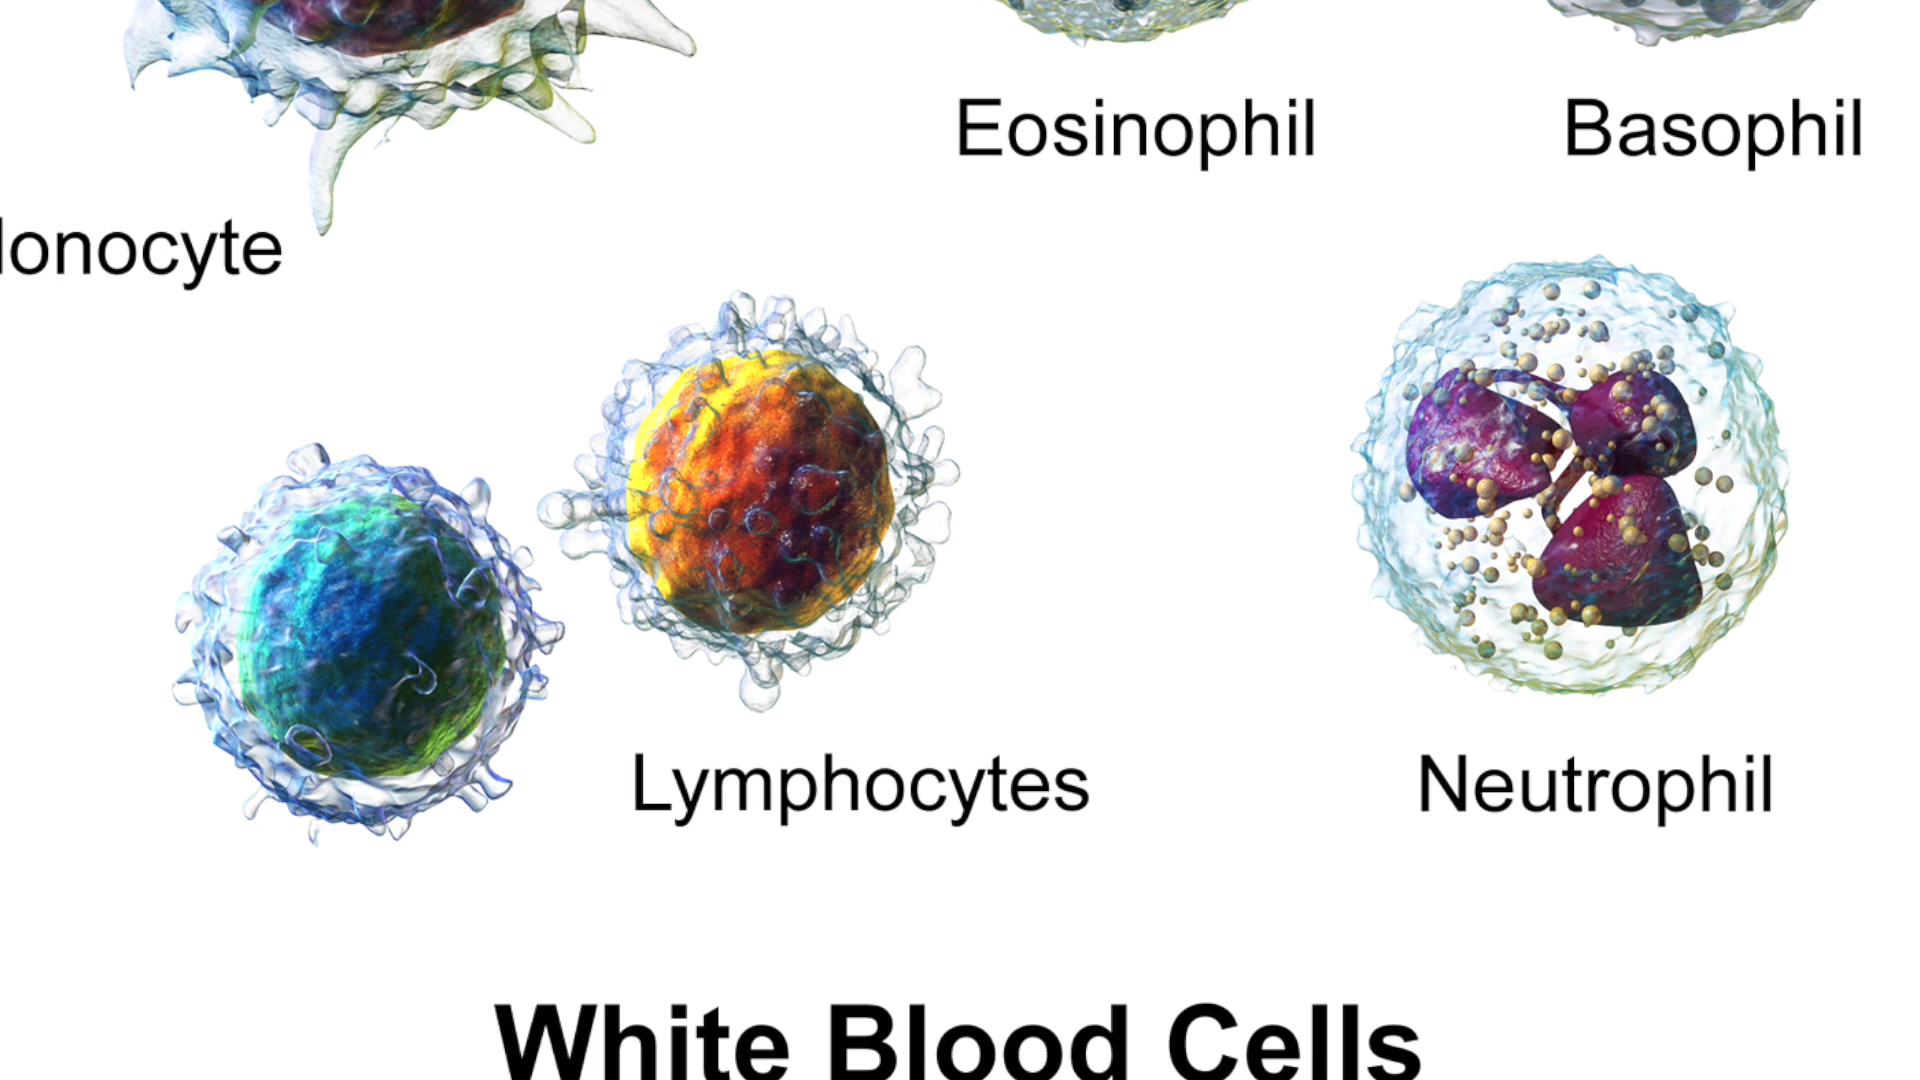 Eosinophil
Basophil
onocyte
Lymphocytes
Neutrophil
White Blood Cells